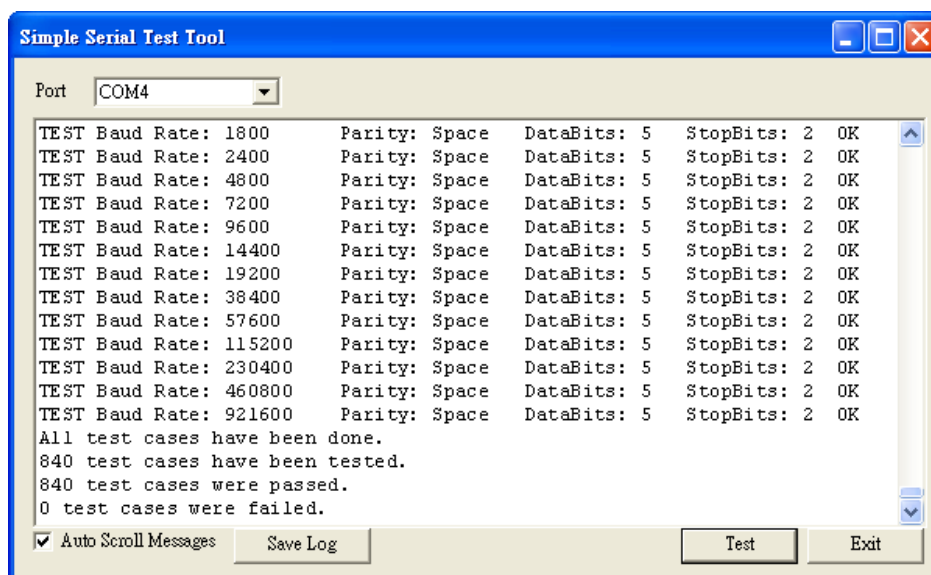 Simple Serial Test Tool
Port COM4
TEST Baud Rate: 1800 Parity: Space DataBits: 5 StopBits: 2 OK
TEST Baud Rate: 2400 Parity: Space DataBits: 5 StopBits: 2 OK
TEST Baud Rate: 4800 Parity: Space DataBits: 5 StopBits: 2 OK
TEST Baud Rate: 7200 Parity: Space DataBits: 5 StopBits: 2 OK
TEST Baud Rate: 9600 Parity: Space DataBits: 5 StopBits: 2 OK
TEST Baud Rate: 14400 Parity: Space DataBits: 5 StopBits: 2 OK
TEST Baud Rate: 19200 Parity: Space DataBits: 5 StopBits: 2 OK
TEST Baud Rate: 38400 Parity: Space DataBits: 5 StopBits: 2 OK
TEST Baud Rate: 57600 Parity: Space DataBits: 5 StopBits: 2 OK
TEST Baud Rate: 115200 Parity: Space DataBits: 5 StopBits: 2 OK
TEST Baud Rate: 230400 Parity: Space DataBits: 5 StopBits: 2 OK
TEST Baud Rate: 460800 Parity: Space DataBits: 5 StopBits: 2 OK
TEST Baud Rate: 921600 Parity: Space DataBits: 5 StopBits: 2 OK
All test cases have been done.
840 test cases have been tested.
840 test cases were passed.
0 test cases were failed.
Auto Scroll Messages Save Log Test Exit